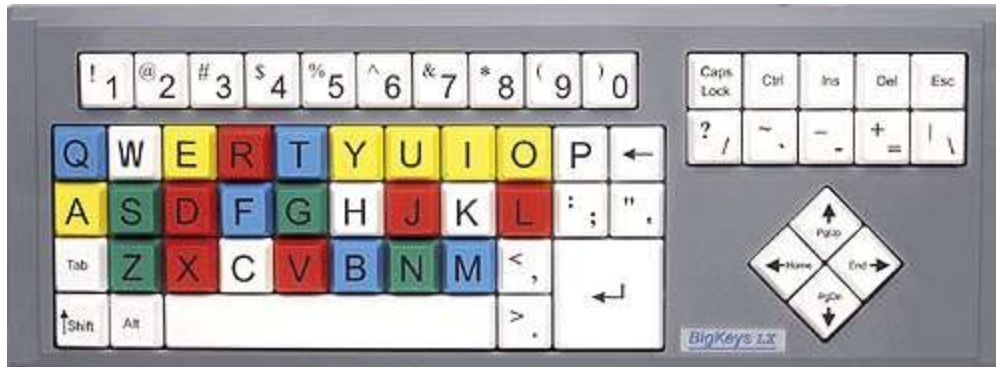 ! 1 @ 2 # 3 $ 4 % 5 ^ 6 & 7 * 8 ( 9 ) 0
Q W E R T Y U I O P ←
A S D F G H J K L : ; " '
Tab Z X C V B N M < ,
Shift Alt > .
Caps Lock Ctrl Ins Del Esc
? / ~ ` _ - + = | \
PgUp
Home End
PgDn
BigKeys LX